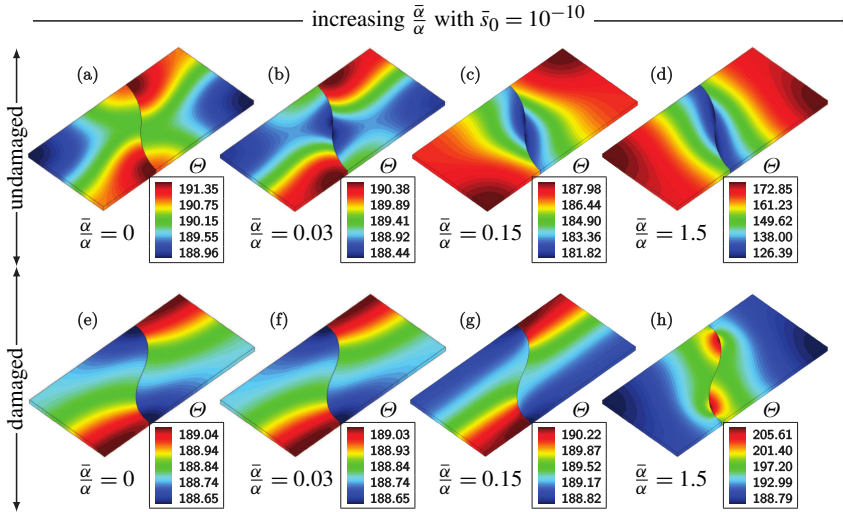 increasing ᾱ/α with s̄₀ = 10⁻¹⁰
undamaged
(a) (b) (c) (d)
Θ Θ Θ Θ
ᾱ/α = 0
191.35
190.75
190.15
189.55
188.96
ᾱ/α = 0.03
190.38
189.89
189.41
188.92
188.44
ᾱ/α = 0.15
187.98
186.44
184.90
183.36
181.82
ᾱ/α = 1.5
172.85
161.23
149.62
138.00
126.39
damaged
(e) (f) (g) (h)
Θ Θ Θ Θ
ᾱ/α = 0
189.04
188.94
188.84
188.74
188.65
ᾱ/α = 0.03
189.03
188.93
188.84
188.74
188.65
ᾱ/α = 0.15
190.22
189.87
189.52
189.17
188.82
ᾱ/α = 1.5
205.61
201.40
197.20
192.99
188.79